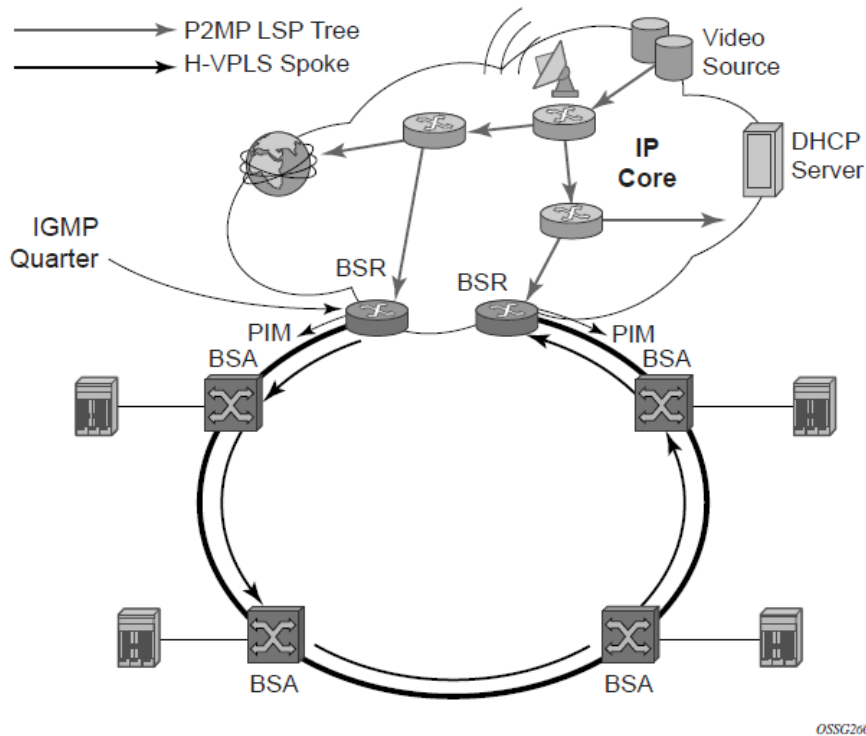 P2MP LSP Tree
H-VPLS Spoke
Video
Source
IP
Core
DHCP
Server
IGMP
Quarter
BSR
BSR
PIM
PIM
BSA
BSA
BSA
BSA